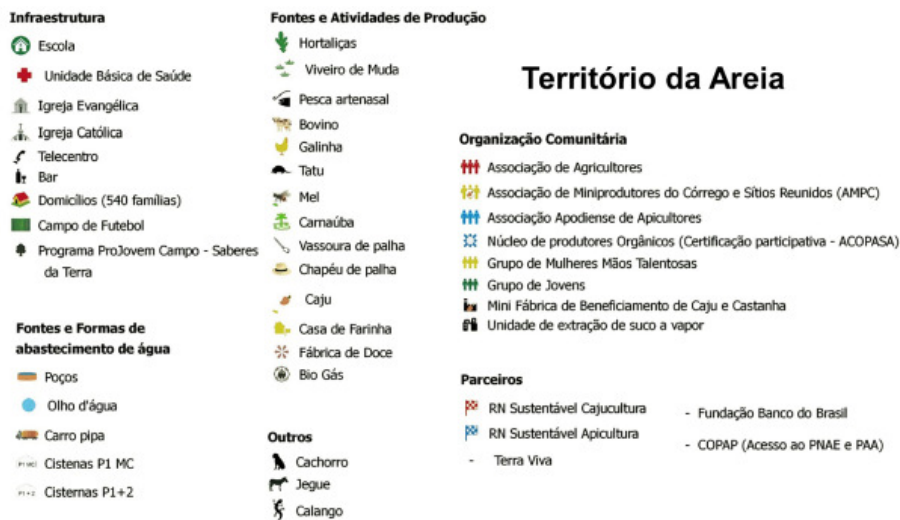 Infraestrutura
Escola
Unidade Básica de Saúde
Igreja Evangélica
Igreja Católica
Telecentro
Bar
Domicílios (540 famílias)
Campo de Futebol
Programa ProJovem Campo - Saberes
da Terra
Fontes e Formas de
abastecimento de água
Poços
Olho d'água
Carro pipa
P1 MC Cistenas P1 MC
P1+2 Cisternas P1+2
Fontes e Atividades de Produção
Hortaliças
Viveiro de Muda
Pesca artenasal
Bovino
Galinha
Tatu
Mel
Carnaúba
Vassoura de palha
Chapéu de palha
Caju
Casa de Farinha
Fábrica de Doce
Bio Gás
Outros
Cachorro
Jegue
Calango
Território da Areia
Organização Comunitária
Associação de Agricultores
Associação de Miniprodutores do Córrego e Sítios Reunidos (AMPC)
Associação Apodiense de Apicultores
Núcleo de produtores Orgânicos (Certificação participativa - ACOPASA)
Grupo de Mulheres Mãos Talentosas
Grupo de Jovens
Mini Fábrica de Beneficiamento de Caju e Castanha
Unidade de extração de suco a vapor
Parceiros
RN Sustentável Cajucultura
RN Sustentável Apicultura
- Terra Viva
- Fundação Banco do Brasil
- COPAP (Acesso ao PNAE e PAA)